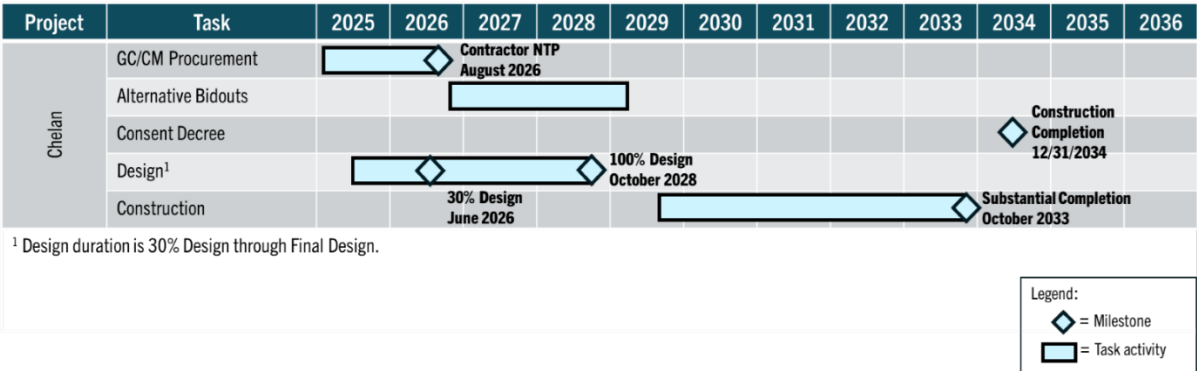 Project Task 2025 2026 2027 2028 2029 2030 2031 2032 2033 2034 2035 2036
Chelan
GC/CM Procurement
Contractor NTP
August 2026
Alternative Bidouts
Consent Decree
Construction
Completion
12/31/2034
Design¹
100% Design
October 2028
30% Design
June 2026
Construction
Substantial Completion
October 2033
¹ Design duration is 30% Design through Final Design.
Legend:
= Milestone
= Task activity